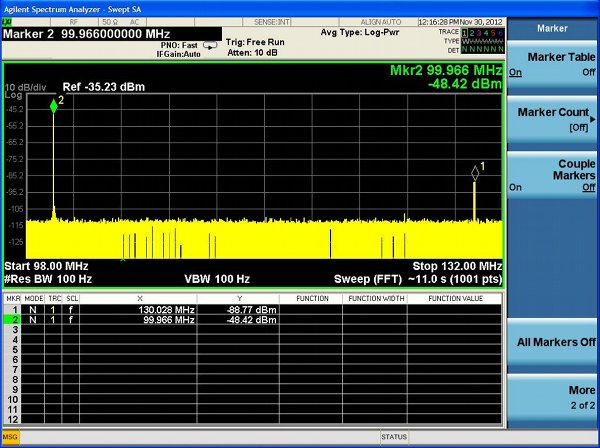 Agilent Spectrum Analyzer - Swept SA
LXI RF 50 Ω AC SENSE:INT ALIGN AUTO 12:16:28 PM Nov 30, 2012
Marker 2 99.966000000 MHz
Avg Type: Log-Pwr
TRACE 1 2 3 4 5 6
TYPE W
DET N N N N N N
PNO: Fast
IFGain:Auto
Trig: Free Run
Atten: 10 dB
Mkr2 99.966 MHz
-48.42 dBm
10 dB/div
Log
Ref -35.23 dBm
2
1
-45.2
-55.2
-65.2
-75.2
-85.2
-95.2
-105
-115
-125
Start 98.00 MHz
Stop 132.00 MHz
#Res BW 100 Hz
VBW 100 Hz
Sweep (FFT) ~11.0 s (1001 pts)
MKR MODE TRC SCL X Y FUNCTION FUNCTION WIDTH FUNCTION VALUE
1 N 1 f 130.028 MHz -88.77 dBm
2 N 1 f 99.966 MHz -48.42 dBm
3
4
5
6
7
8
9
10
11
12
MSG
STATUS
Marker
Marker Table
On Off
Marker Count
[Off]
Couple
Markers
On Off
All Markers Off
More
2 of 2